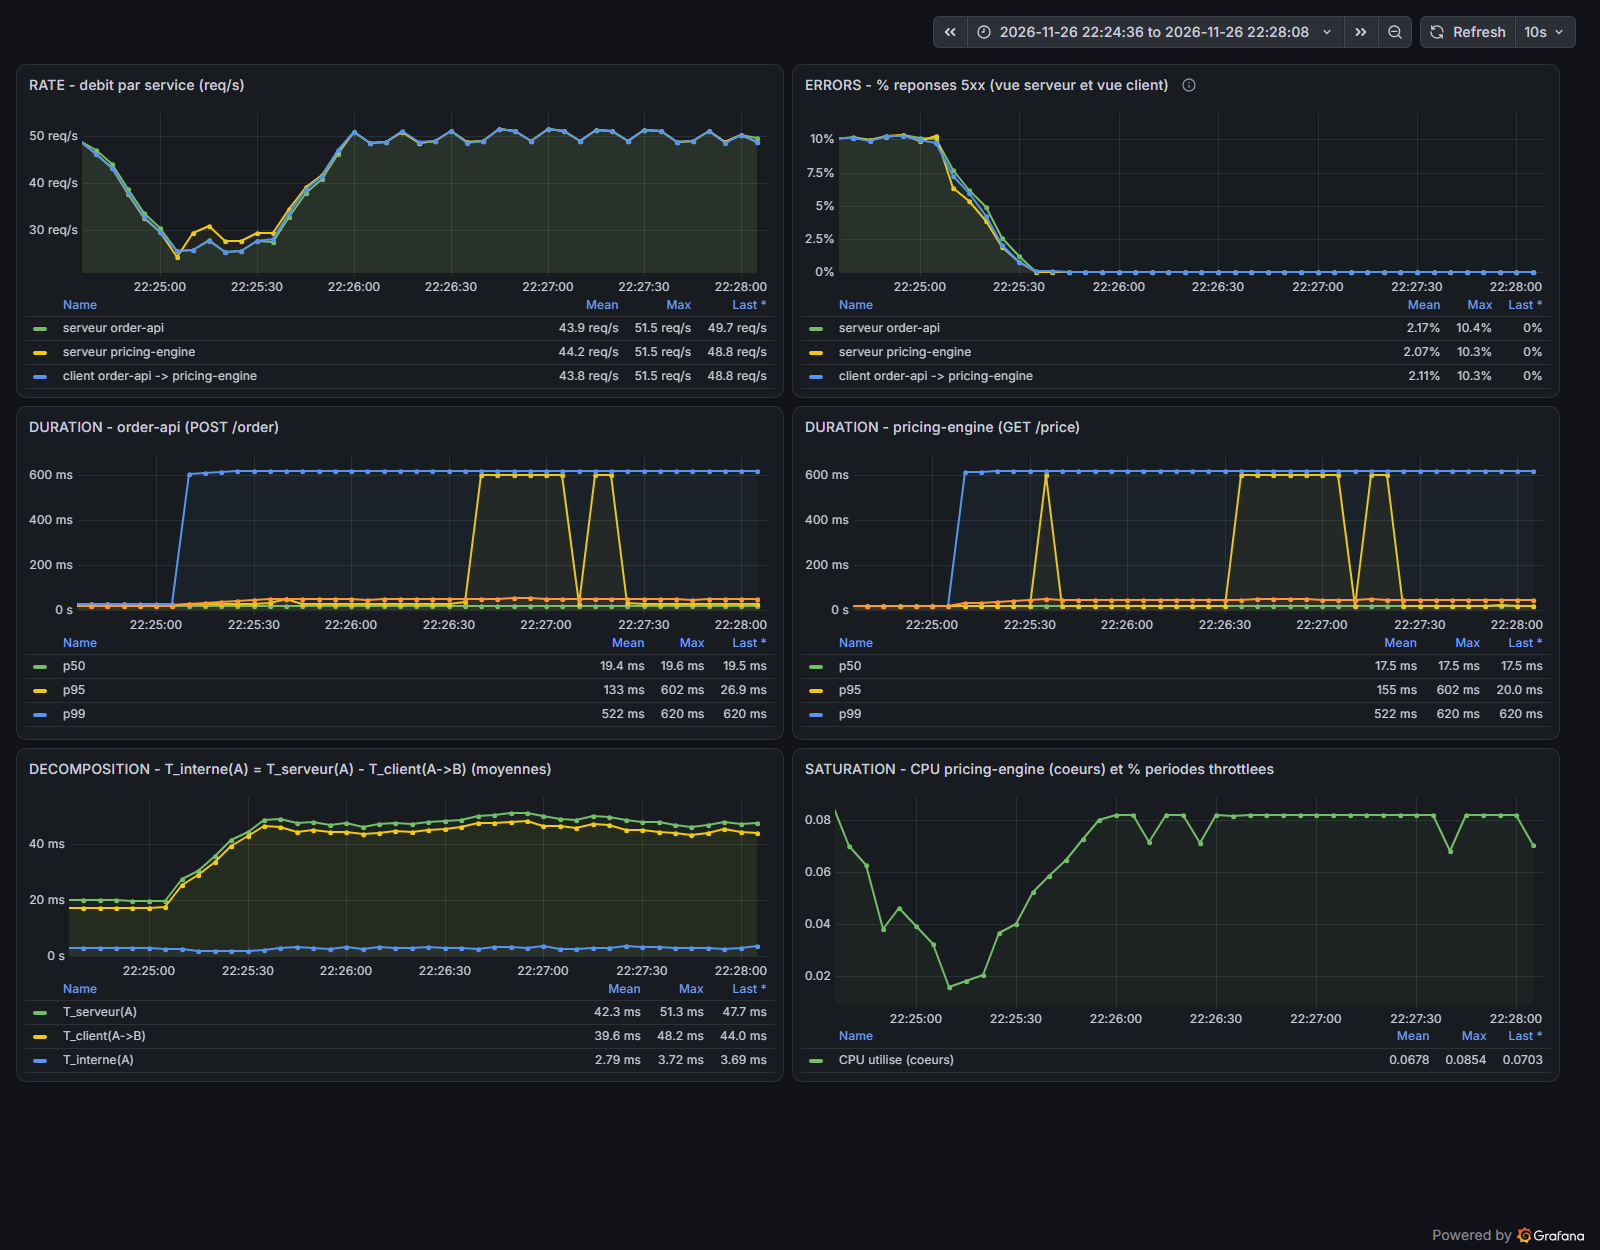 2026-11-26 22:24:36 to 2026-11-26 22:28:08
Refresh
10s
RATE - debit par service (req/s)
50 req/s
40 req/s
30 req/s
22:25:00 22:25:30 22:26:00 22:26:30 22:27:00 22:27:30 22:28:00
Name Mean Max Last *
serveur order-api 43.9 req/s 51.5 req/s 49.7 req/s
serveur pricing-engine 44.2 req/s 51.5 req/s 48.8 req/s
client order-api -> pricing-engine 43.8 req/s 51.5 req/s 48.8 req/s
ERRORS - % reponses 5xx (vue serveur et vue client)
10%
7.5%
5%
2.5%
0%
22:25:00 22:25:30 22:26:00 22:26:30 22:27:00 22:27:30 22:28:00
Name Mean Max Last *
serveur order-api 2.17% 10.4% 0%
serveur pricing-engine 2.07% 10.3% 0%
client order-api -> pricing-engine 2.11% 10.3% 0%
DURATION - order-api (POST /order)
600 ms
400 ms
200 ms
0 s
22:25:00 22:25:30 22:26:00 22:26:30 22:27:00 22:27:30 22:28:00
Name Mean Max Last *
p50 19.4 ms 19.6 ms 19.5 ms
p95 133 ms 602 ms 26.9 ms
p99 522 ms 620 ms 620 ms
DURATION - pricing-engine (GET /price)
600 ms
400 ms
200 ms
0 s
22:25:00 22:25:30 22:26:00 22:26:30 22:27:00 22:27:30 22:28:00
Name Mean Max Last *
p50 17.5 ms 17.5 ms 17.5 ms
p95 155 ms 602 ms 20.0 ms
p99 522 ms 620 ms 620 ms
DECOMPOSITION - T_interne(A) = T_serveur(A) - T_client(A->B) (moyennes)
40 ms
20 ms
0 s
22:25:00 22:25:30 22:26:00 22:26:30 22:27:00 22:27:30 22:28:00
Name Mean Max Last *
T_serveur(A) 42.3 ms 51.3 ms 47.7 ms
T_client(A->B) 39.6 ms 48.2 ms 44.0 ms
T_interne(A) 2.79 ms 3.72 ms 3.69 ms
SATURATION - CPU pricing-engine (coeurs) et % periodes throttlees
0.08
0.06
0.04
0.02
22:25:00 22:25:30 22:26:00 22:26:30 22:27:00 22:27:30 22:28:00
Name Mean Max Last *
CPU utilise (coeurs) 0.0678 0.0854 0.0703
Powered by Grafana